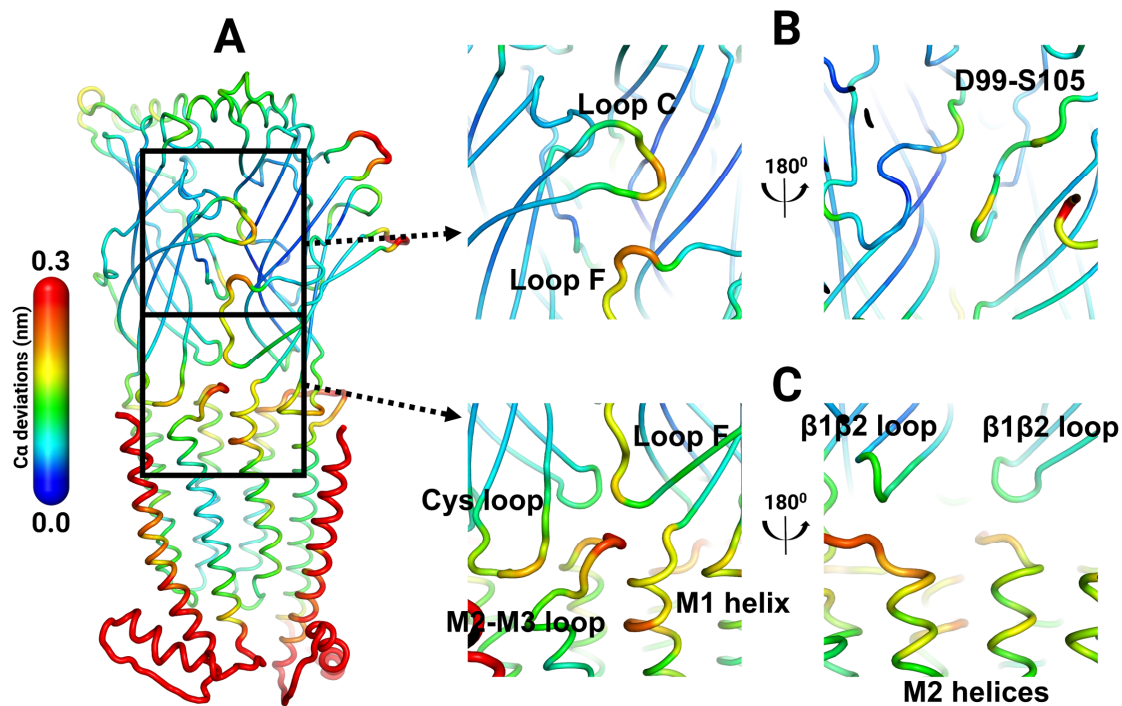 A
B
Loop C
D99-S105
180⁰
0.3
Loop F
Cα deviations (nm)
C
β1β2 loop
β1β2 loop
Loop F
Cys loop
180⁰
0.0
M1 helix
M2-M3 loop
M2 helices